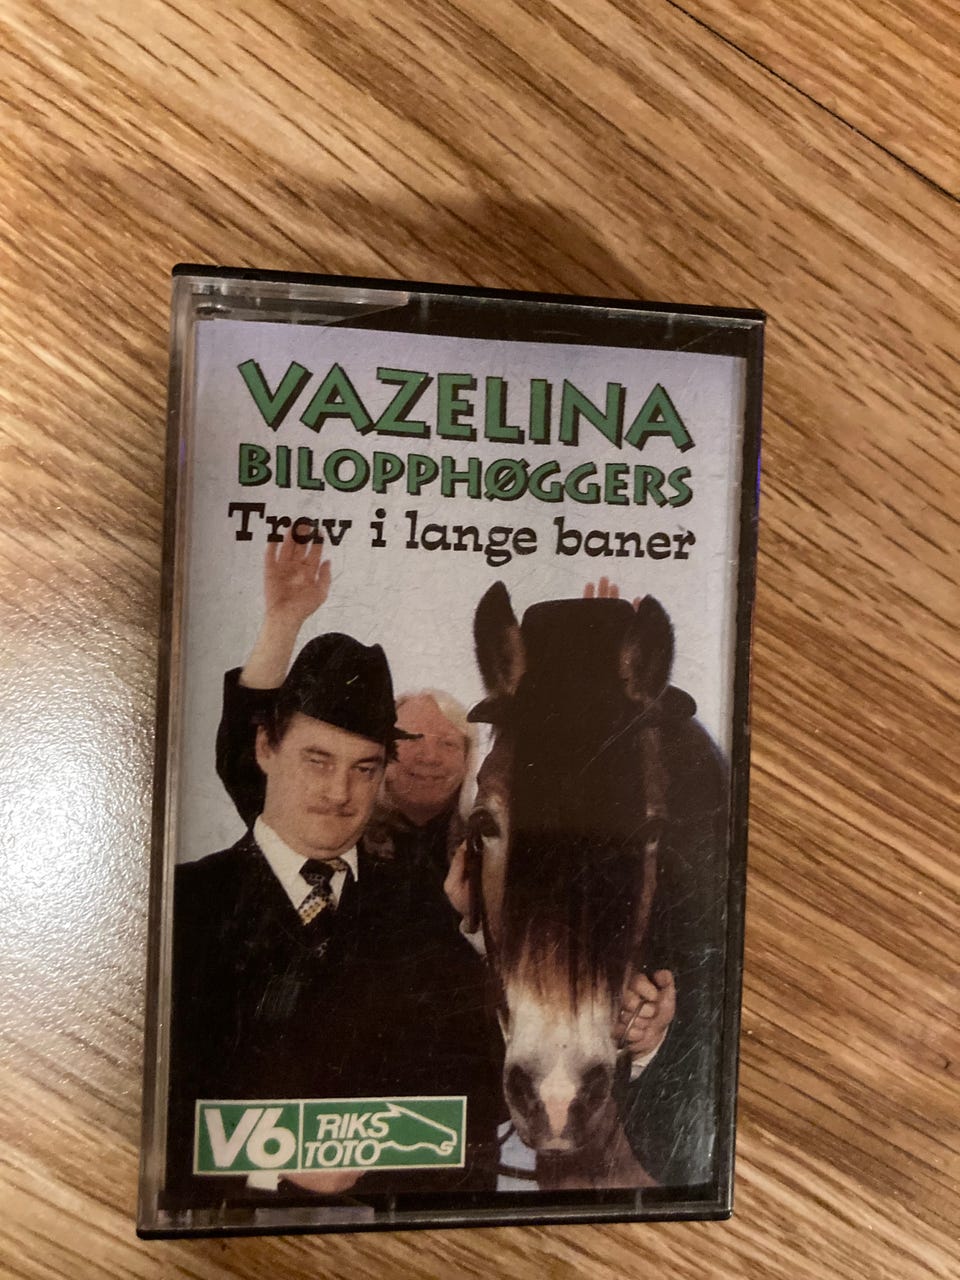 VAZELINA
BILOPPHØGGERS
Trav i lange baner
V6 RIKS
TOTO